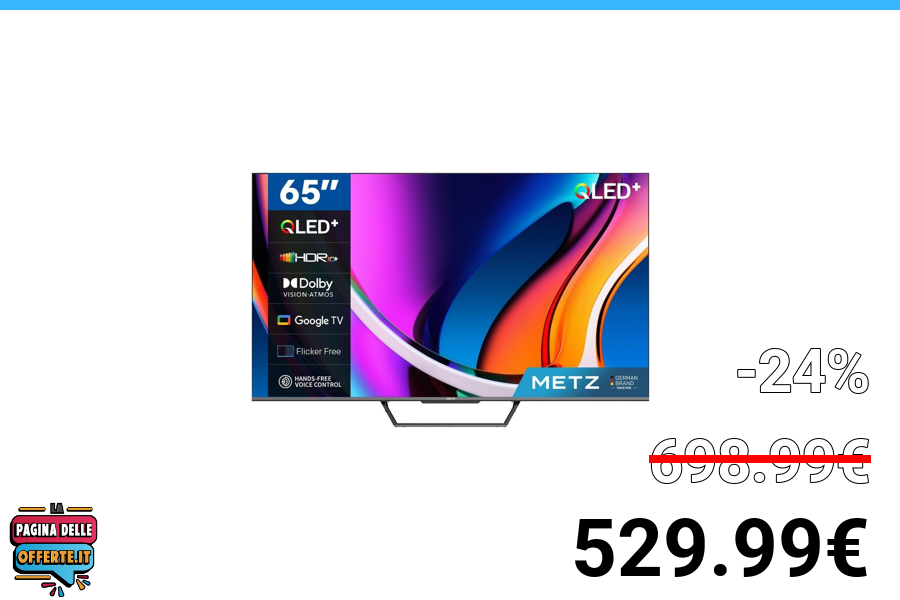 65"
QLED+
QLED+
HDR10+
Dolby
VISION·ATMOS
Google TV
Flicker Free
HANDS-FREE
VOICE CONTROL
METZ
GERMAN
BRAND
-24%
698.99€
529.99€
LA
PAGINA DELLE
OFFERTE.IT